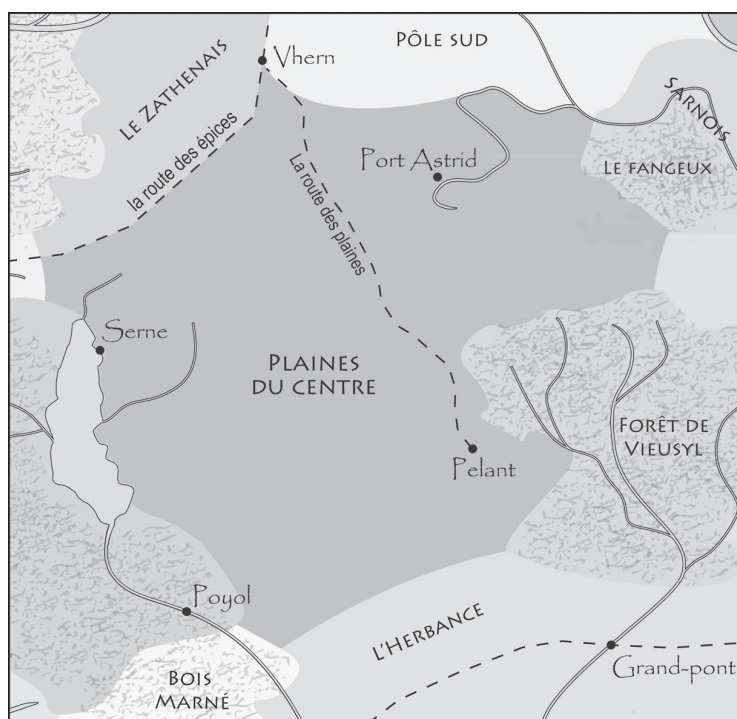 PÔLE SUD
Vhern
LE ZATHENAIS
SARNOIS
la route des épices
Port Astrid
La route des plaines
LE FANGEUX
Serne
PLAINES
DU CENTRE
FORÊT DE
VIEUSYL
Pelant
Poyol
L'HERBANCE
Grand-pont
BOIS
MARNÉ